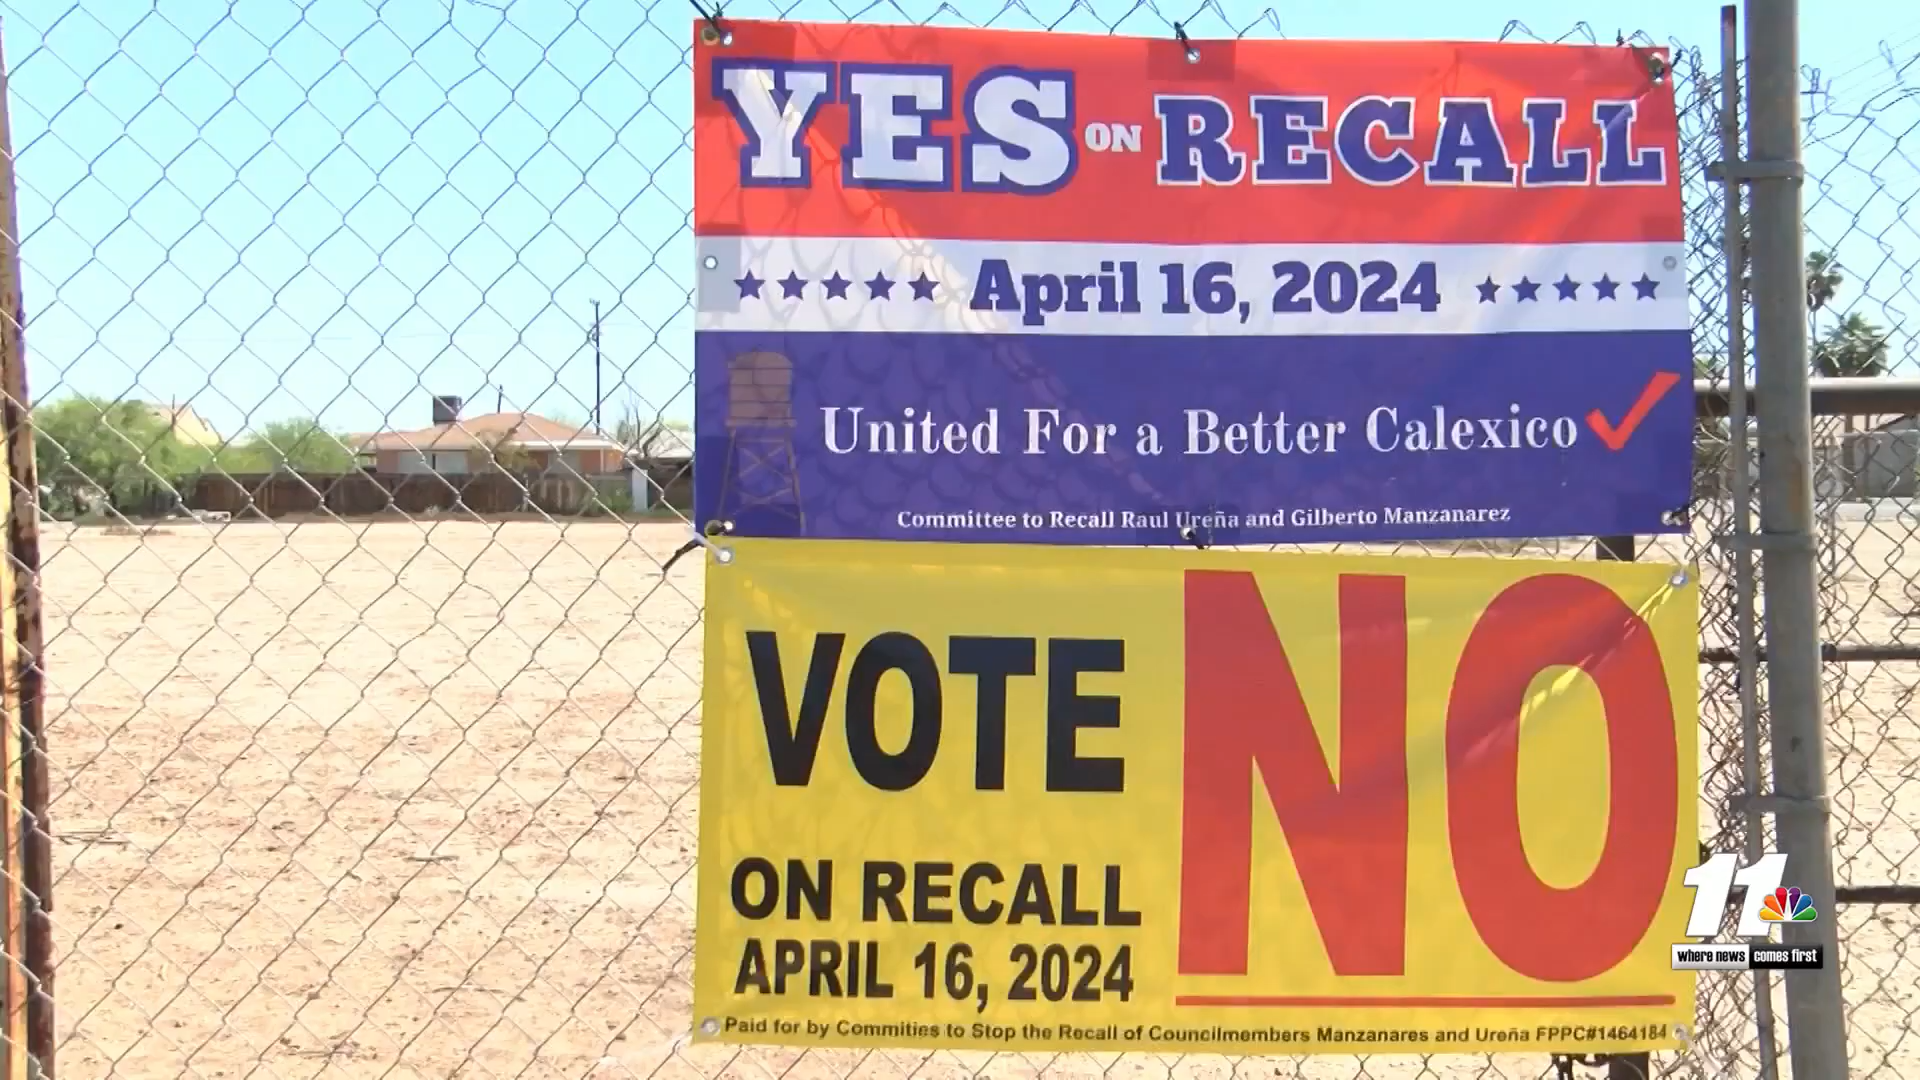 YES ON RECALL
April 16, 2024
United For a Better Calexico
Committee to Recall Raul Ureña and Gilberto Manzanarez
VOTE NO
ON RECALL
APRIL 16, 2024
Paid for by Commities to Stop the Recall of Councilmembers Manzanares and Ureña FPPC#1464184
11
where news comes first